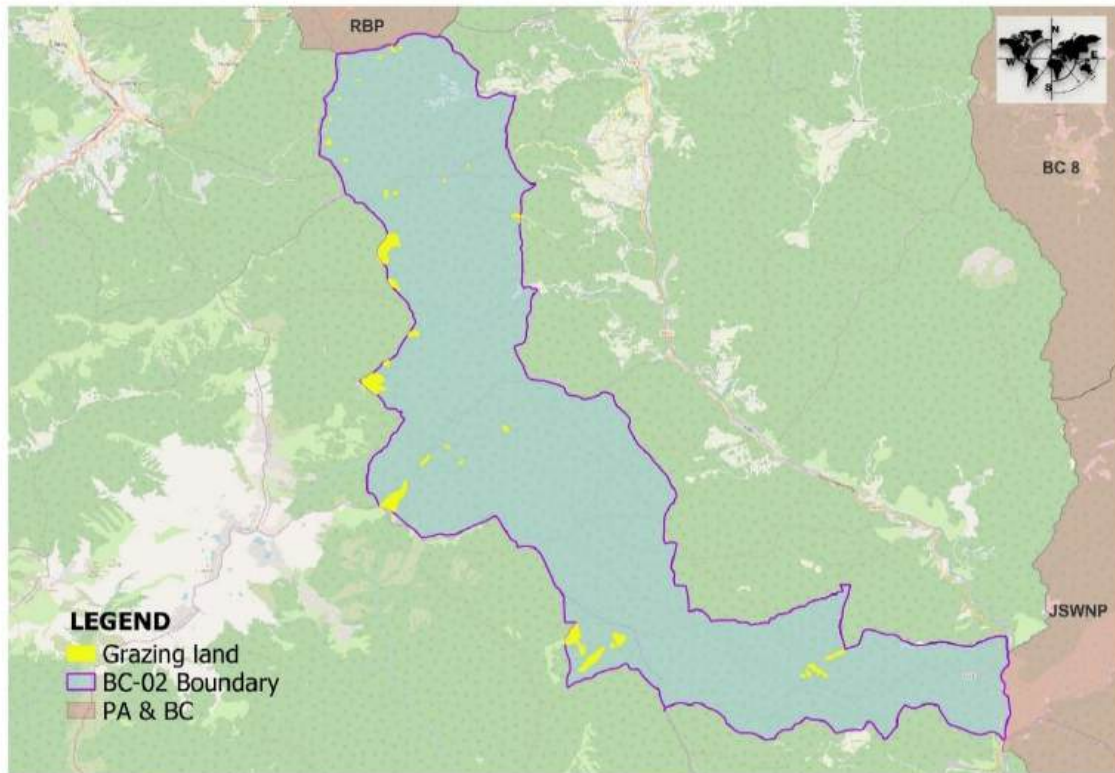 RBP
N
W
E
S
BC 8
JSWNP
LEGEND
Grazing land
BC-02 Boundary
PA & BC